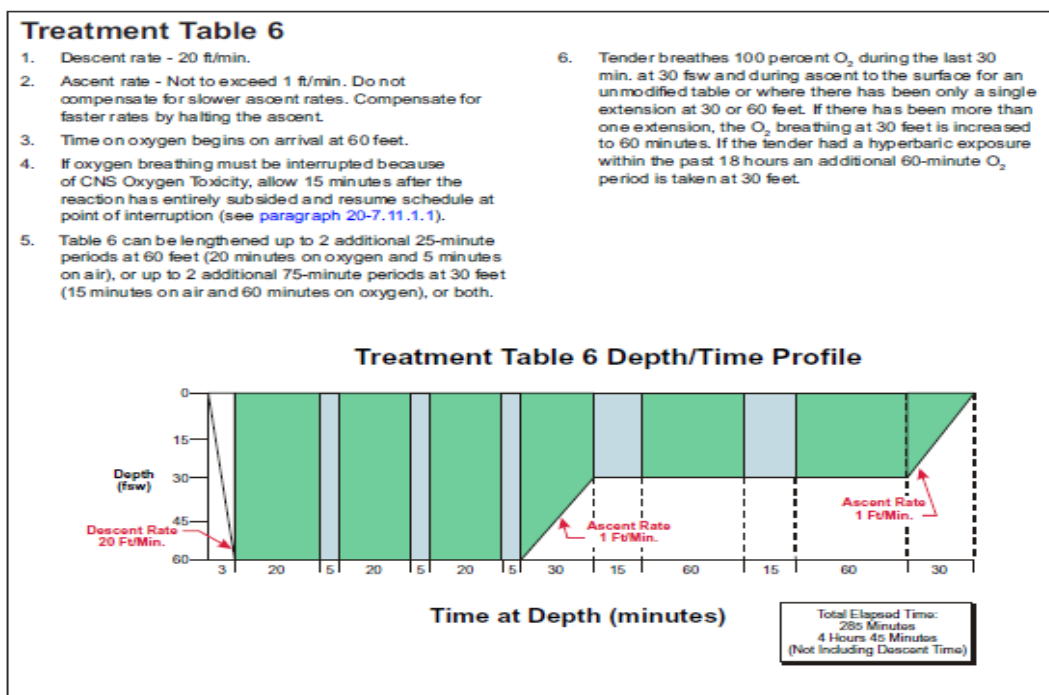 Treatment Table 6
1. Descent rate - 20 ft/min.
2. Ascent rate - Not to exceed 1 ft/min. Do not
compensate for slower ascent rates. Compensate for
faster rates by halting the ascent.
3. Time on oxygen begins on arrival at 60 feet.
4. If oxygen breathing must be interrupted because
of CNS Oxygen Toxicity, allow 15 minutes after the
reaction has entirely subsided and resume schedule at
point of interruption (see paragraph 20-7.11.1.1).
5. Table 6 can be lengthened up to 2 additional 25-minute
periods at 60 feet (20 minutes on oxygen and 5 minutes
on air), or up to 2 additional 75-minute periods at 30 feet
(15 minutes on air and 60 minutes on oxygen), or both.
6. Tender breathes 100 percent O₂ during the last 30
min. at 30 fsw and during ascent to the surface for an
unmodified table or where there has been only a single
extension at 30 or 60 feet. If there has been more than
one extension, the O₂ breathing at 30 feet is increased
to 60 minutes. If the tender had a hyperbaric exposure
within the past 18 hours an additional 60-minute O₂
period is taken at 30 feet.
Treatment Table 6 Depth/Time Profile
0
15
30
45
60
Depth
(fsw)
Descent Rate
20 Ft/Min.
Ascent Rate
1 Ft/Min.
Ascent Rate
1 Ft/Min.
3 20 5 20 5 20 5 30 15 60 15 60 30
Time at Depth (minutes)
Total Elapsed Time:
285 Minutes
4 Hours 45 Minutes
(Not Including Descent Time)